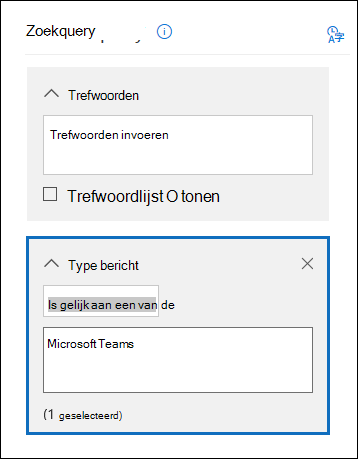 Zoekquery
Trefwoorden
Trefwoorden invoeren
Trefwoordlijst O tonen
Type bericht
Is gelijk aan een van de
Microsoft Teams
(1 geselecteerd)